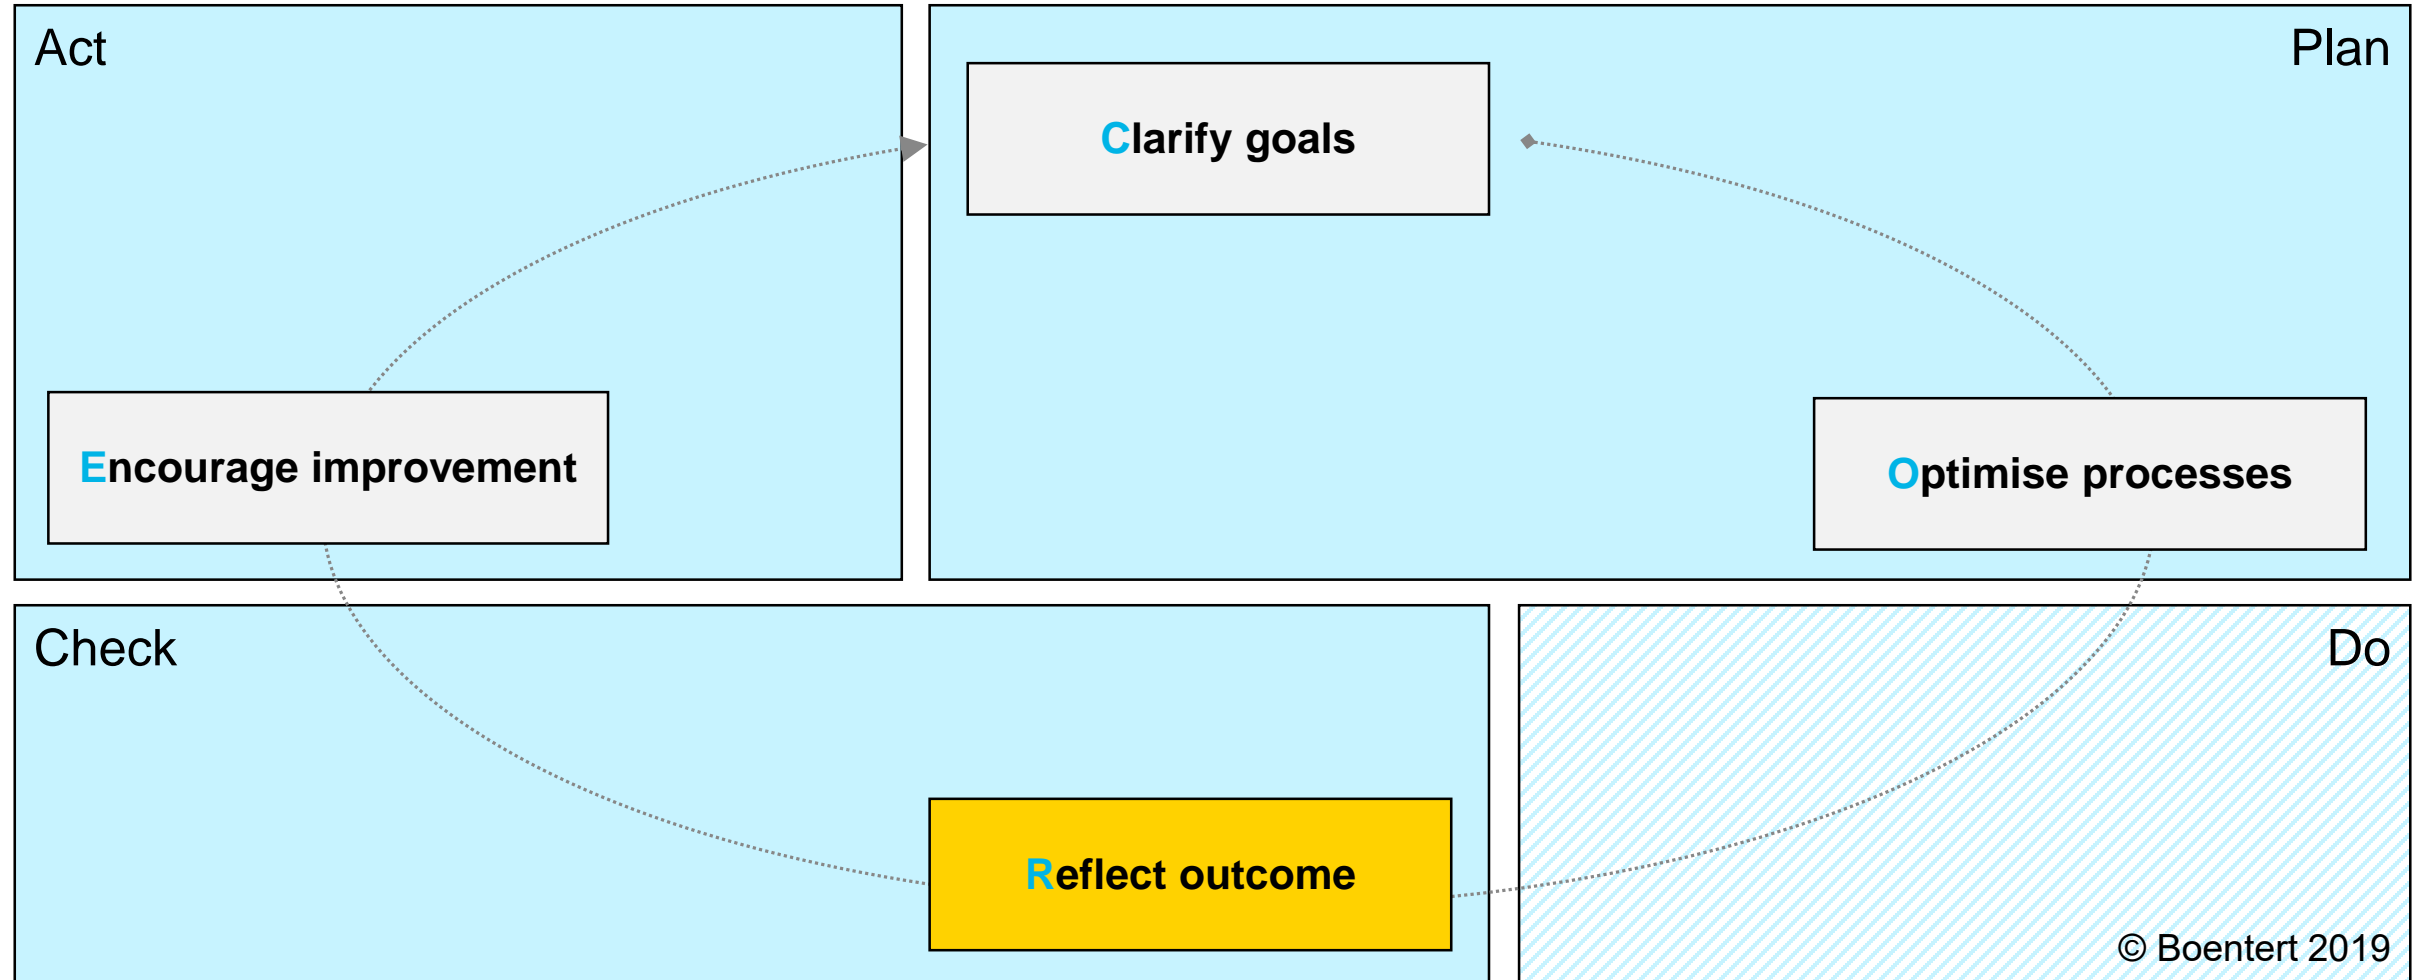 Act
Plan
Clarify goals
Encourage improvement
Optimise processes
Check
Do
Reflect outcome
© Boentert 2019